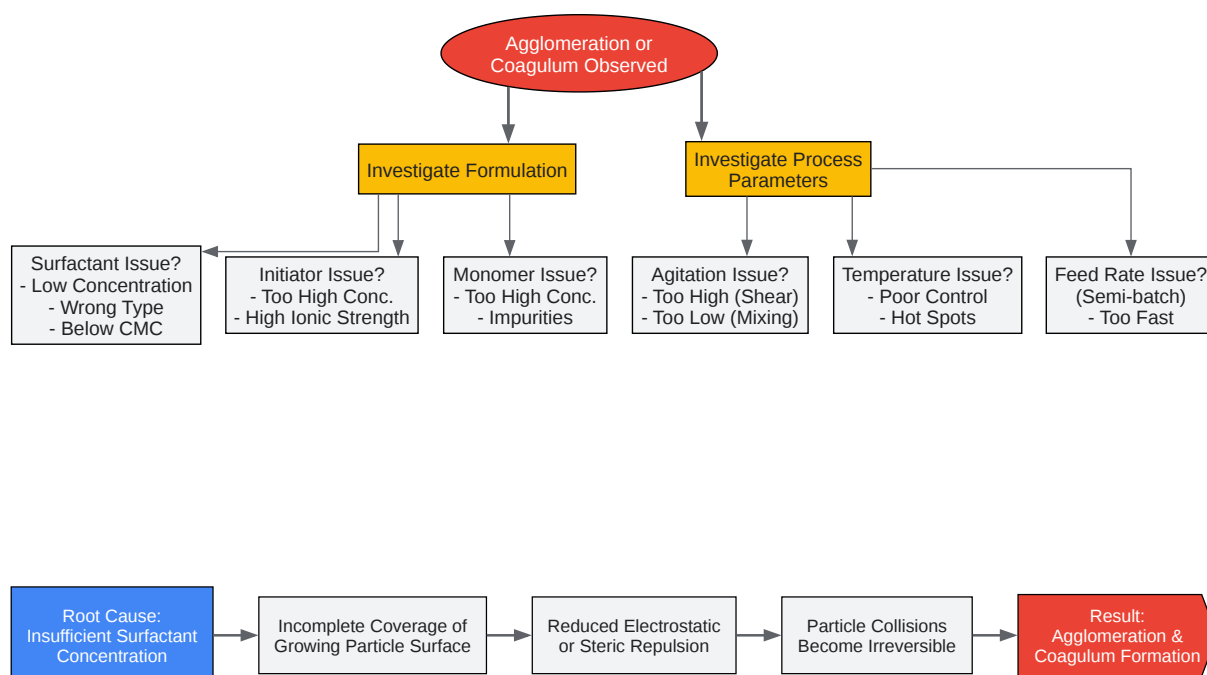 Agglomeration or
Coagulum Observed
Investigate Formulation
Investigate Process
Parameters
Surfactant Issue?
- Low Concentration
- Wrong Type
- Below CMC
Initiator Issue?
- Too High Conc.
- High Ionic Strength
Monomer Issue?
- Too High Conc.
- Impurities
Agitation Issue?
- Too High (Shear)
- Too Low (Mixing)
Temperature Issue?
- Poor Control
- Hot Spots
Feed Rate Issue?
(Semi-batch)
- Too Fast
Root Cause:
Insufficient Surfactant
Concentration
Incomplete Coverage of
Growing Particle Surface
Reduced Electrostatic
or Steric Repulsion
Particle Collisions
Become Irreversible
Result:
Agglomeration &
Coagulum Formation